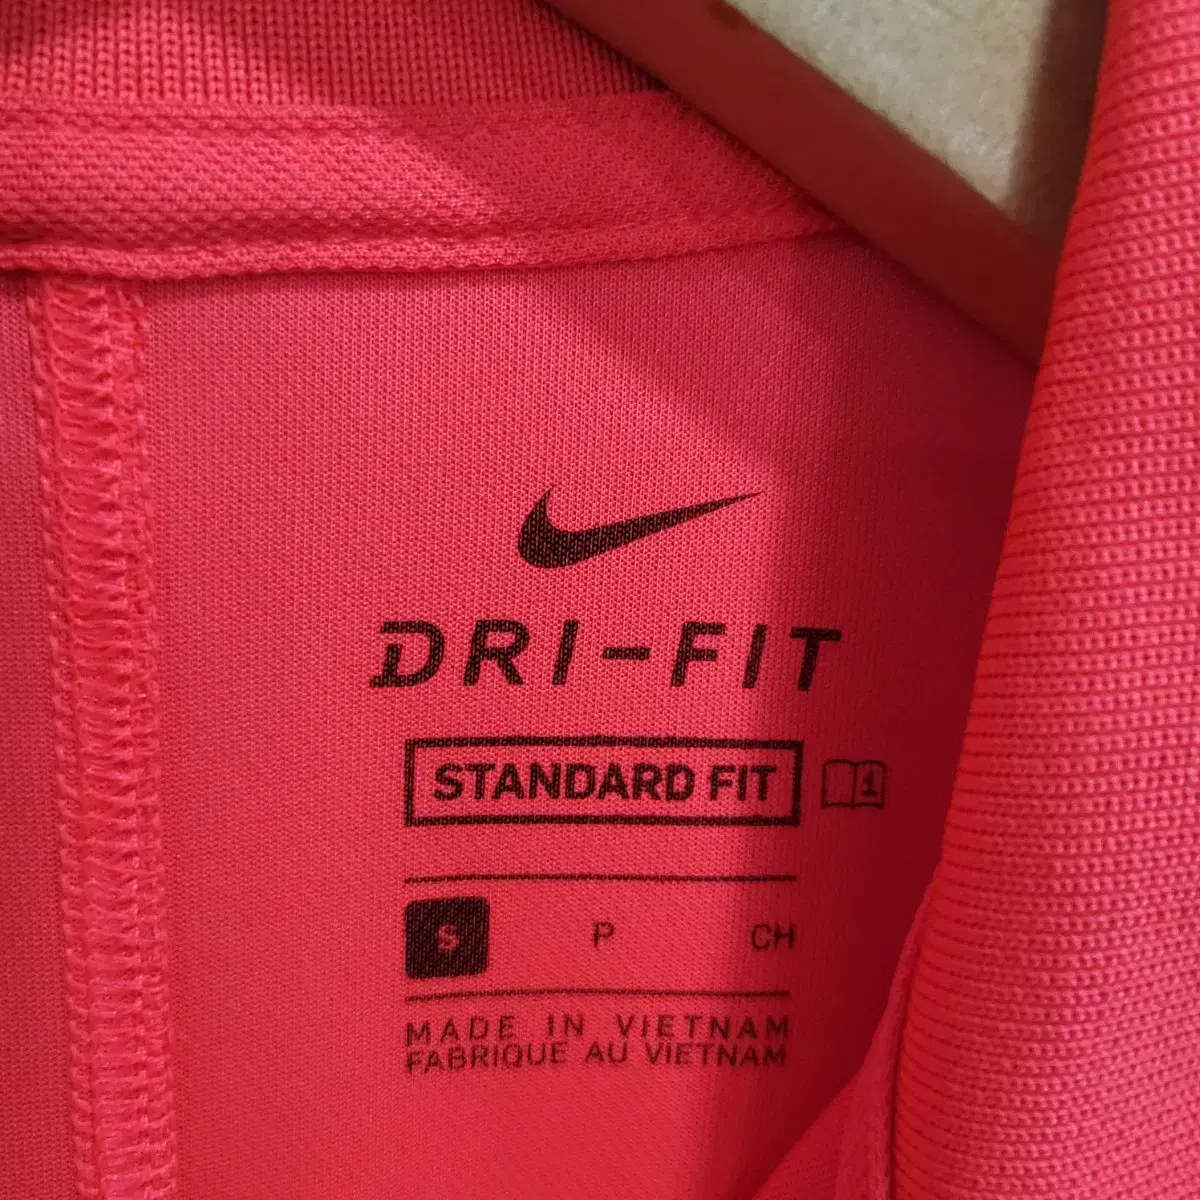 DRI-FIT
STANDARD FIT 1
S P CH
MADE IN VIETNAM
FABRIQUE AU VIETNAM